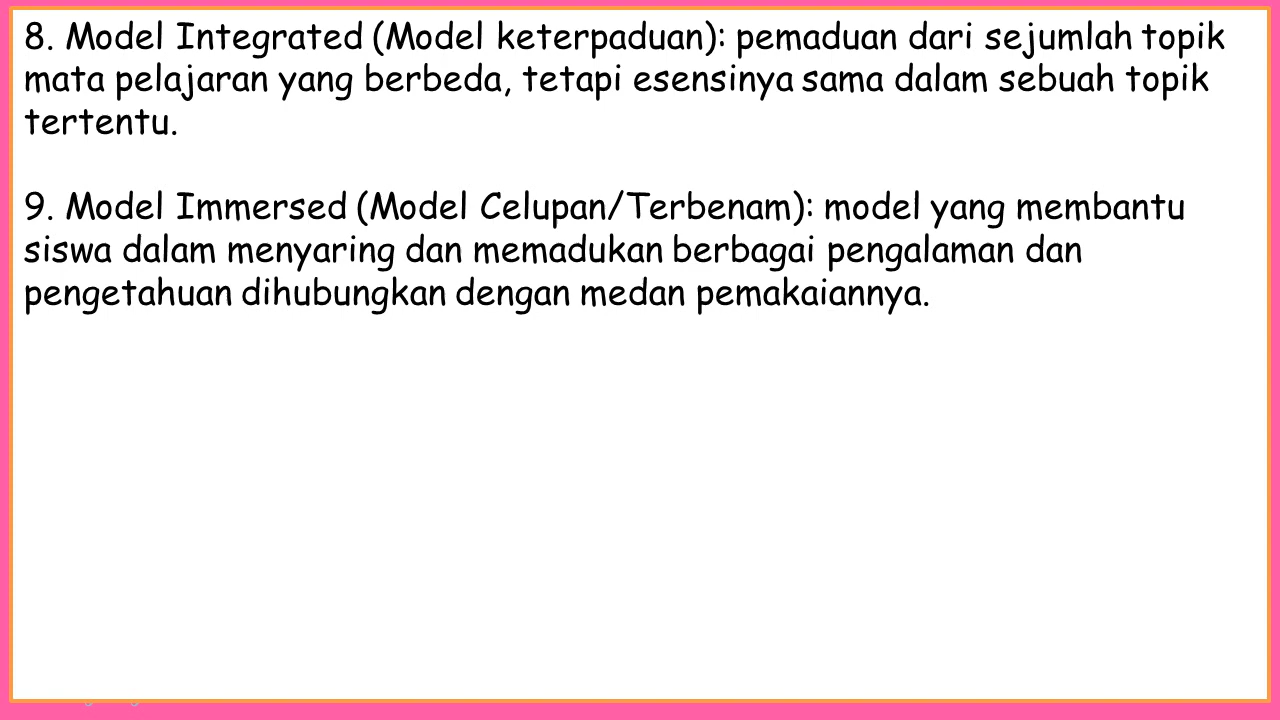 8. Model Integrated (Model keterpaduan): pemaduan dari sejumlah topik
mata pelajaran yang berbeda, tetapi esensinya sama dalam sebuah topik
tertentu.
9. Model Immersed (Model Celupan/Terbenam): model yang membantu
siswa dalam menyaring dan memadukan berbagai pengalaman dan
pengetahuan dihubungkan dengan medan pemakaiannya.